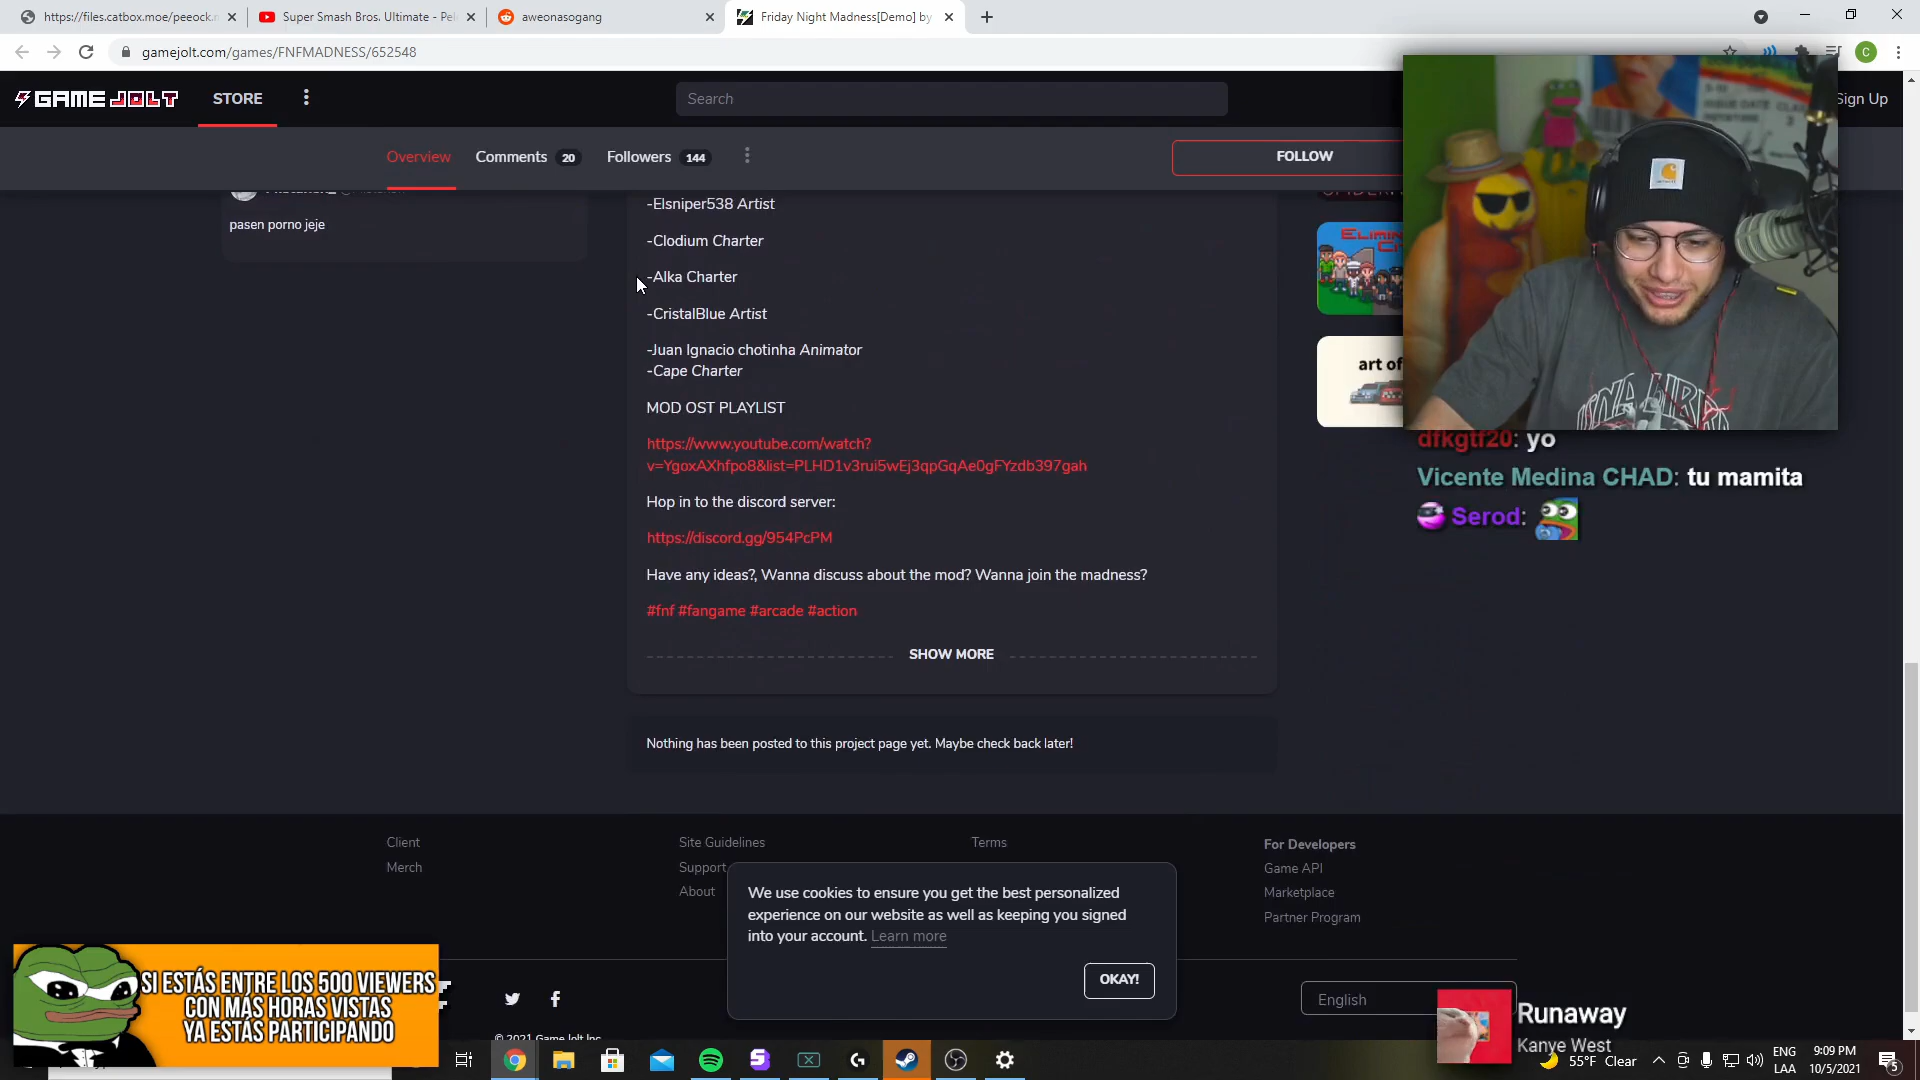 https://files.catbox.moe/peeock.m
Super Smash Bros. Ultimate - Pel
aweonasogang
Friday Night Madness[Demo] by
gamejolt.com/games/FNFMADNESS/652548
C
GAME JOLT
STORE
Search
Sign Up
Overview
Comments 20
Followers 144
FOLLOW
pasen porno jeje
-Elsniper538 Artist
-Clodium Charter
-Alka Charter
-CristalBlue Artist
-Juan Ignacio chotinha Animator
-Cape Charter
MOD OST PLAYLIST
https://www.youtube.com/watch?
v=YgoxAXhfpo8&list=PLHD1v3rui5wEj3qpGqAe0gFYzdb397gah
Hop in to the discord server:
https://discord.gg/954PcPM
Have any ideas?, Wanna discuss about the mod? Wanna join the madness?
#fnf #fangame #arcade #action
SHOW MORE
Nothing has been posted to this project page yet. Maybe check back later!
art of
dfkgtf20: yo
Vicente Medina CHAD: tu mamita
Serod:
Client
Merch
Site Guidelines
Support
About
Terms
For Developers
Game API
Marketplace
Partner Program
We use cookies to ensure you get the best personalized
experience on our website as well as keeping you signed
into your account. Learn more
OKAY!
English
© 2021 Game Jolt Inc.
SI ESTÁS ENTRE LOS 500 VIEWERS
CON MÁS HORAS VISTAS
YA ESTÁS PARTICIPANDO
Runaway
Kanye West
55°F Clear
ENG
LAA
9:09 PM
10/5/2021
5